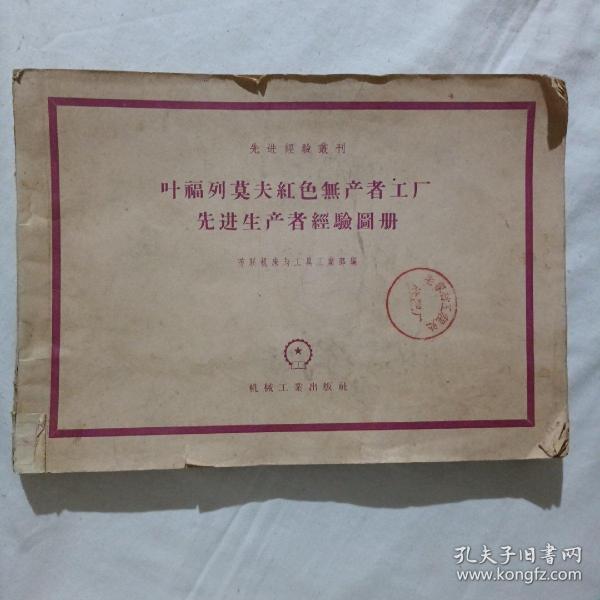 先进經驗叢刊
叶福列莫夫紅色無产者工厂
先进生产者經驗圖册
苏联机床与工具工業部編
机械工業出版社
孔夫子旧书网
www.kongfz.com